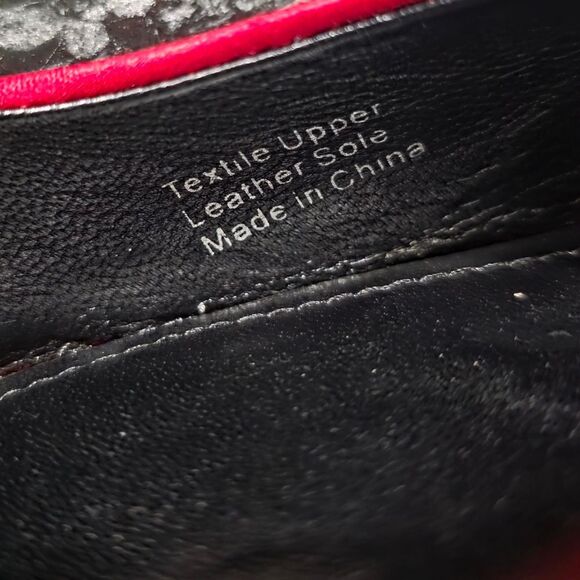 Textile Upper
Leather Sole
Made in China